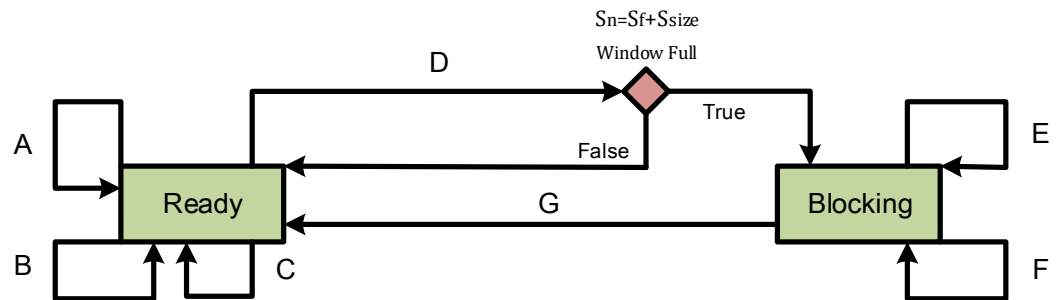 Sn=Sf+Ssize
Window Full
D
True
A
E
False
Ready
G
Blocking
B
C
F